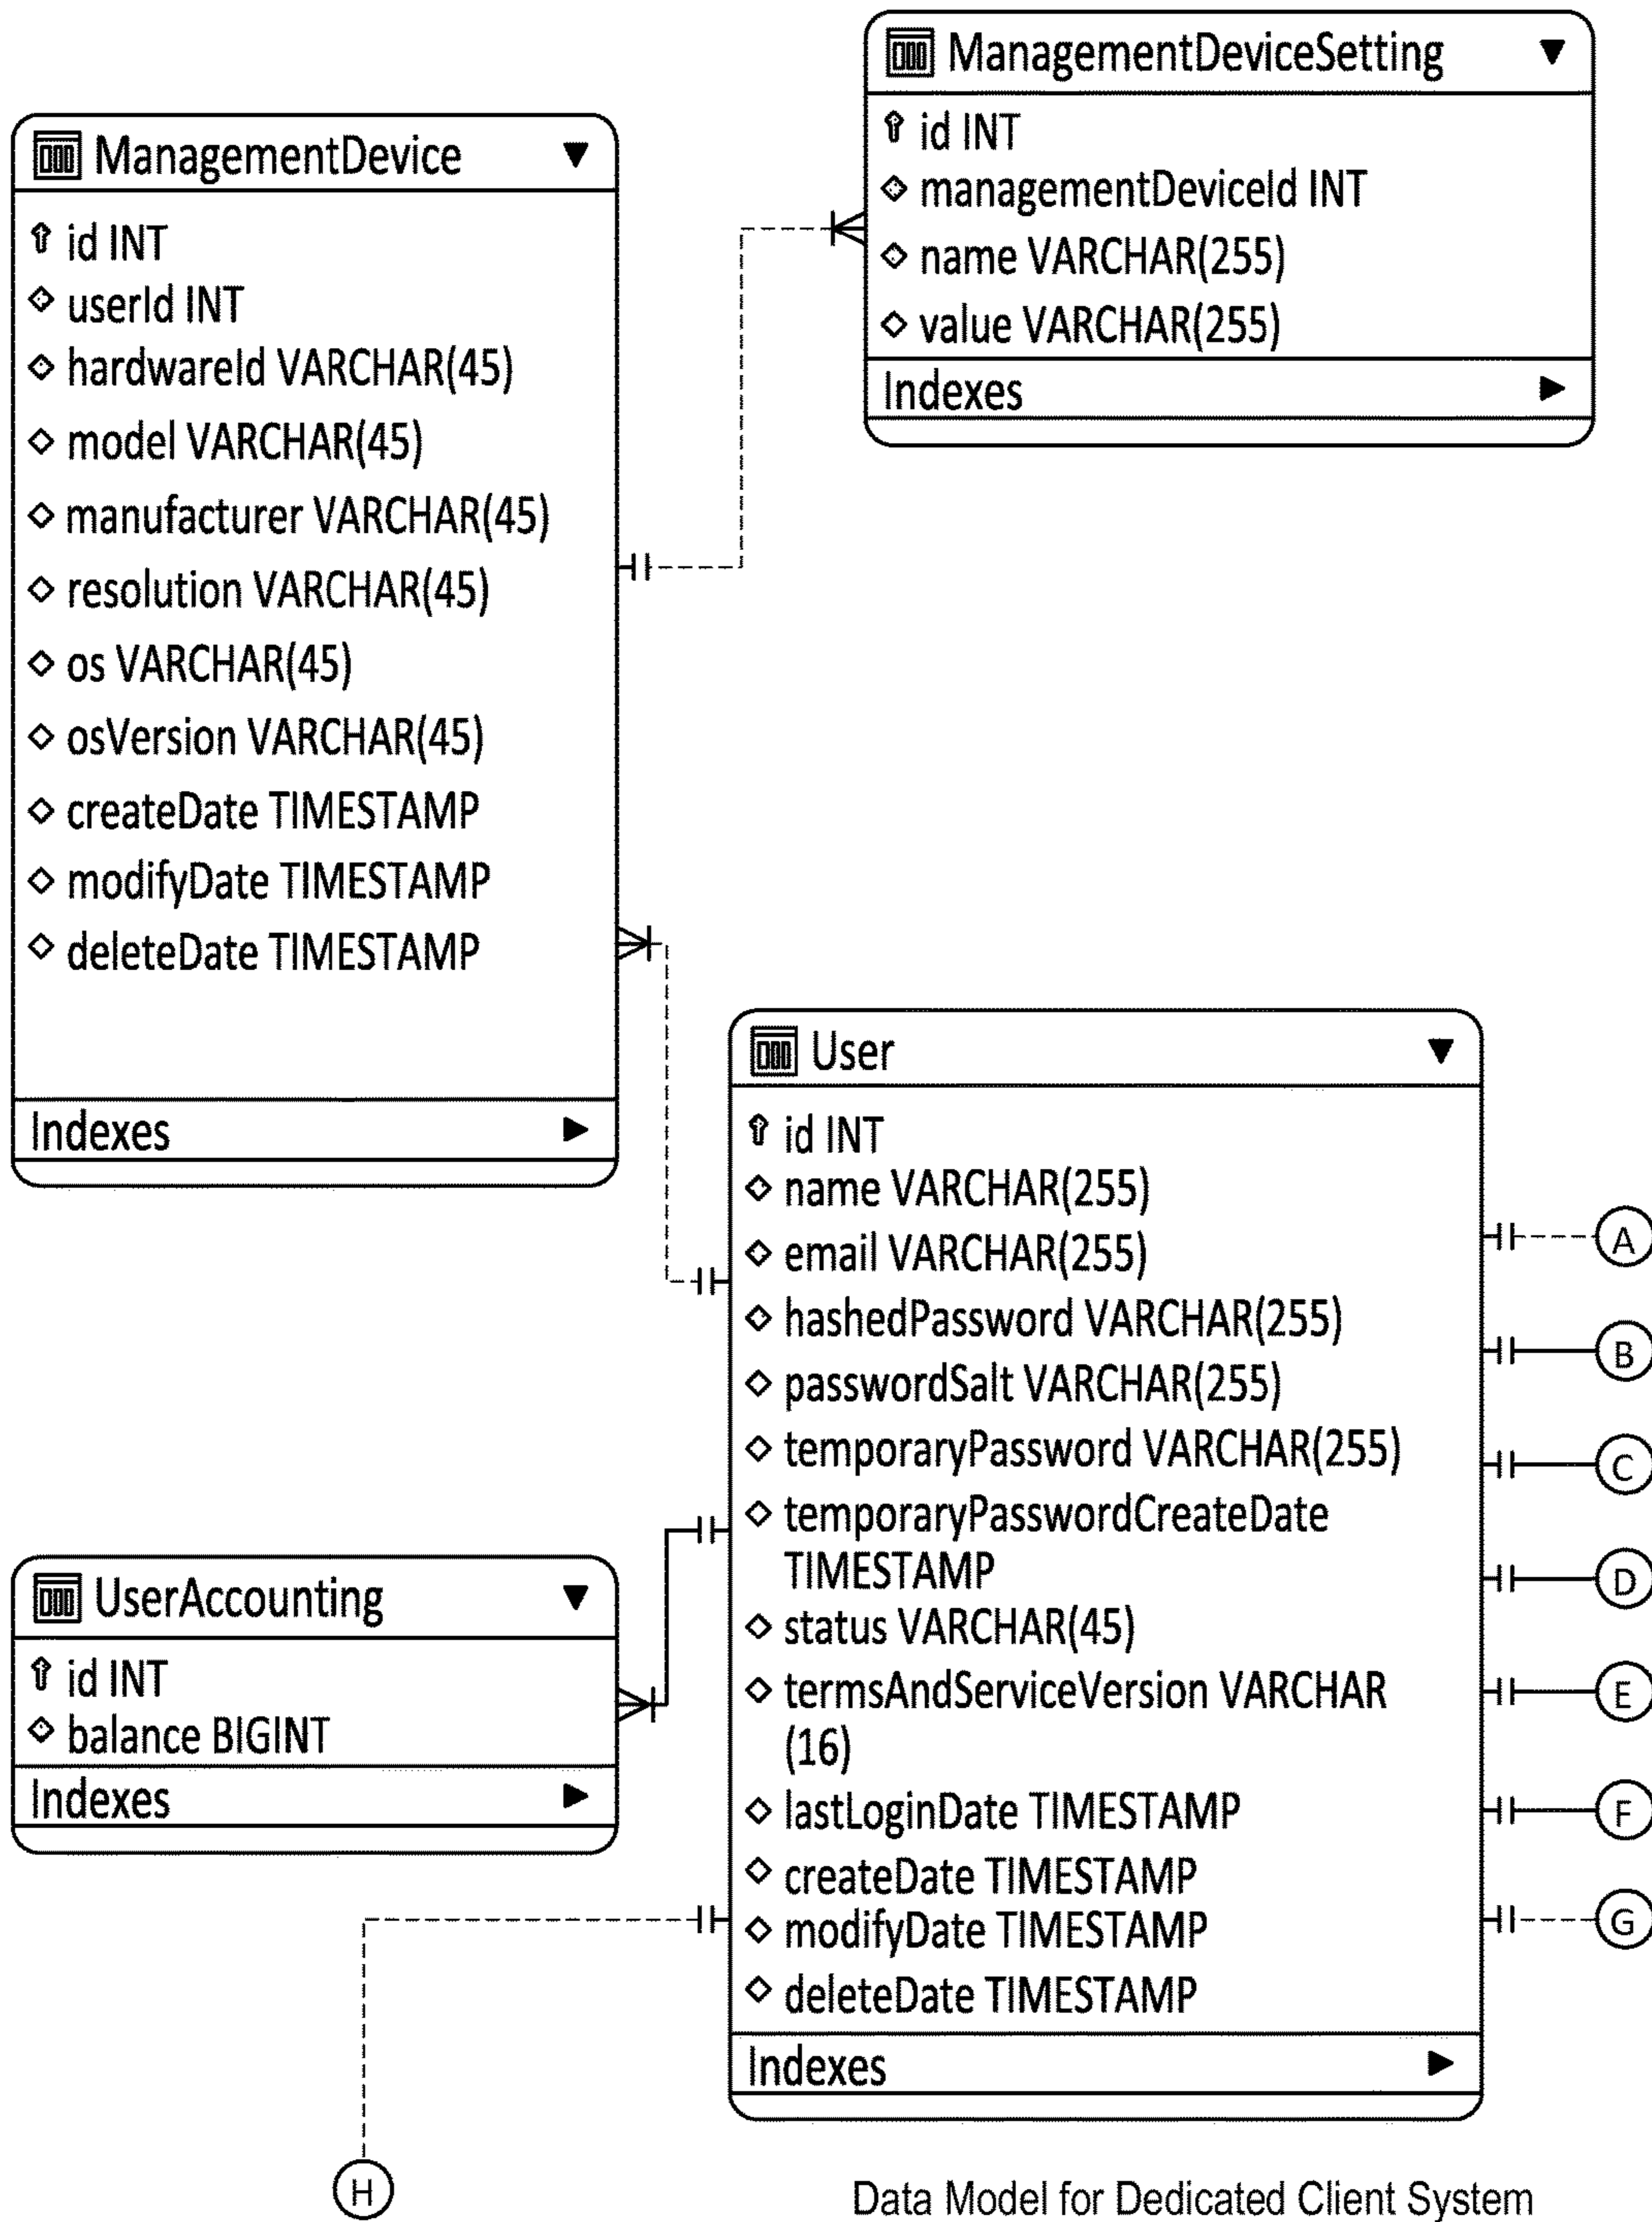 ManagementDeviceSetting
id INT
managementDeviceId INT
name VARCHAR(255)
value VARCHAR(255)
Indexes
ManagementDevice
id INT
userId INT
hardwareId VARCHAR(45)
model VARCHAR(45)
manufacturer VARCHAR(45)
resolution VARCHAR(45)
os VARCHAR(45)
osVersion VARCHAR(45)
createDate TIMESTAMP
modifyDate TIMESTAMP
deleteDate TIMESTAMP
Indexes
User
id INT
name VARCHAR(255)
email VARCHAR(255)
hashedPassword VARCHAR(255)
passwordSalt VARCHAR(255)
temporaryPassword VARCHAR(255)
temporaryPasswordCreateDate
TIMESTAMP
status VARCHAR(45)
termsAndServiceVersion VARCHAR
(16)
lastLoginDate TIMESTAMP
createDate TIMESTAMP
modifyDate TIMESTAMP
deleteDate TIMESTAMP
Indexes
A
B
C
D
E
F
G
UserAccounting
id INT
balance BIGINT
Indexes
H
Data Model for Dedicated Client System